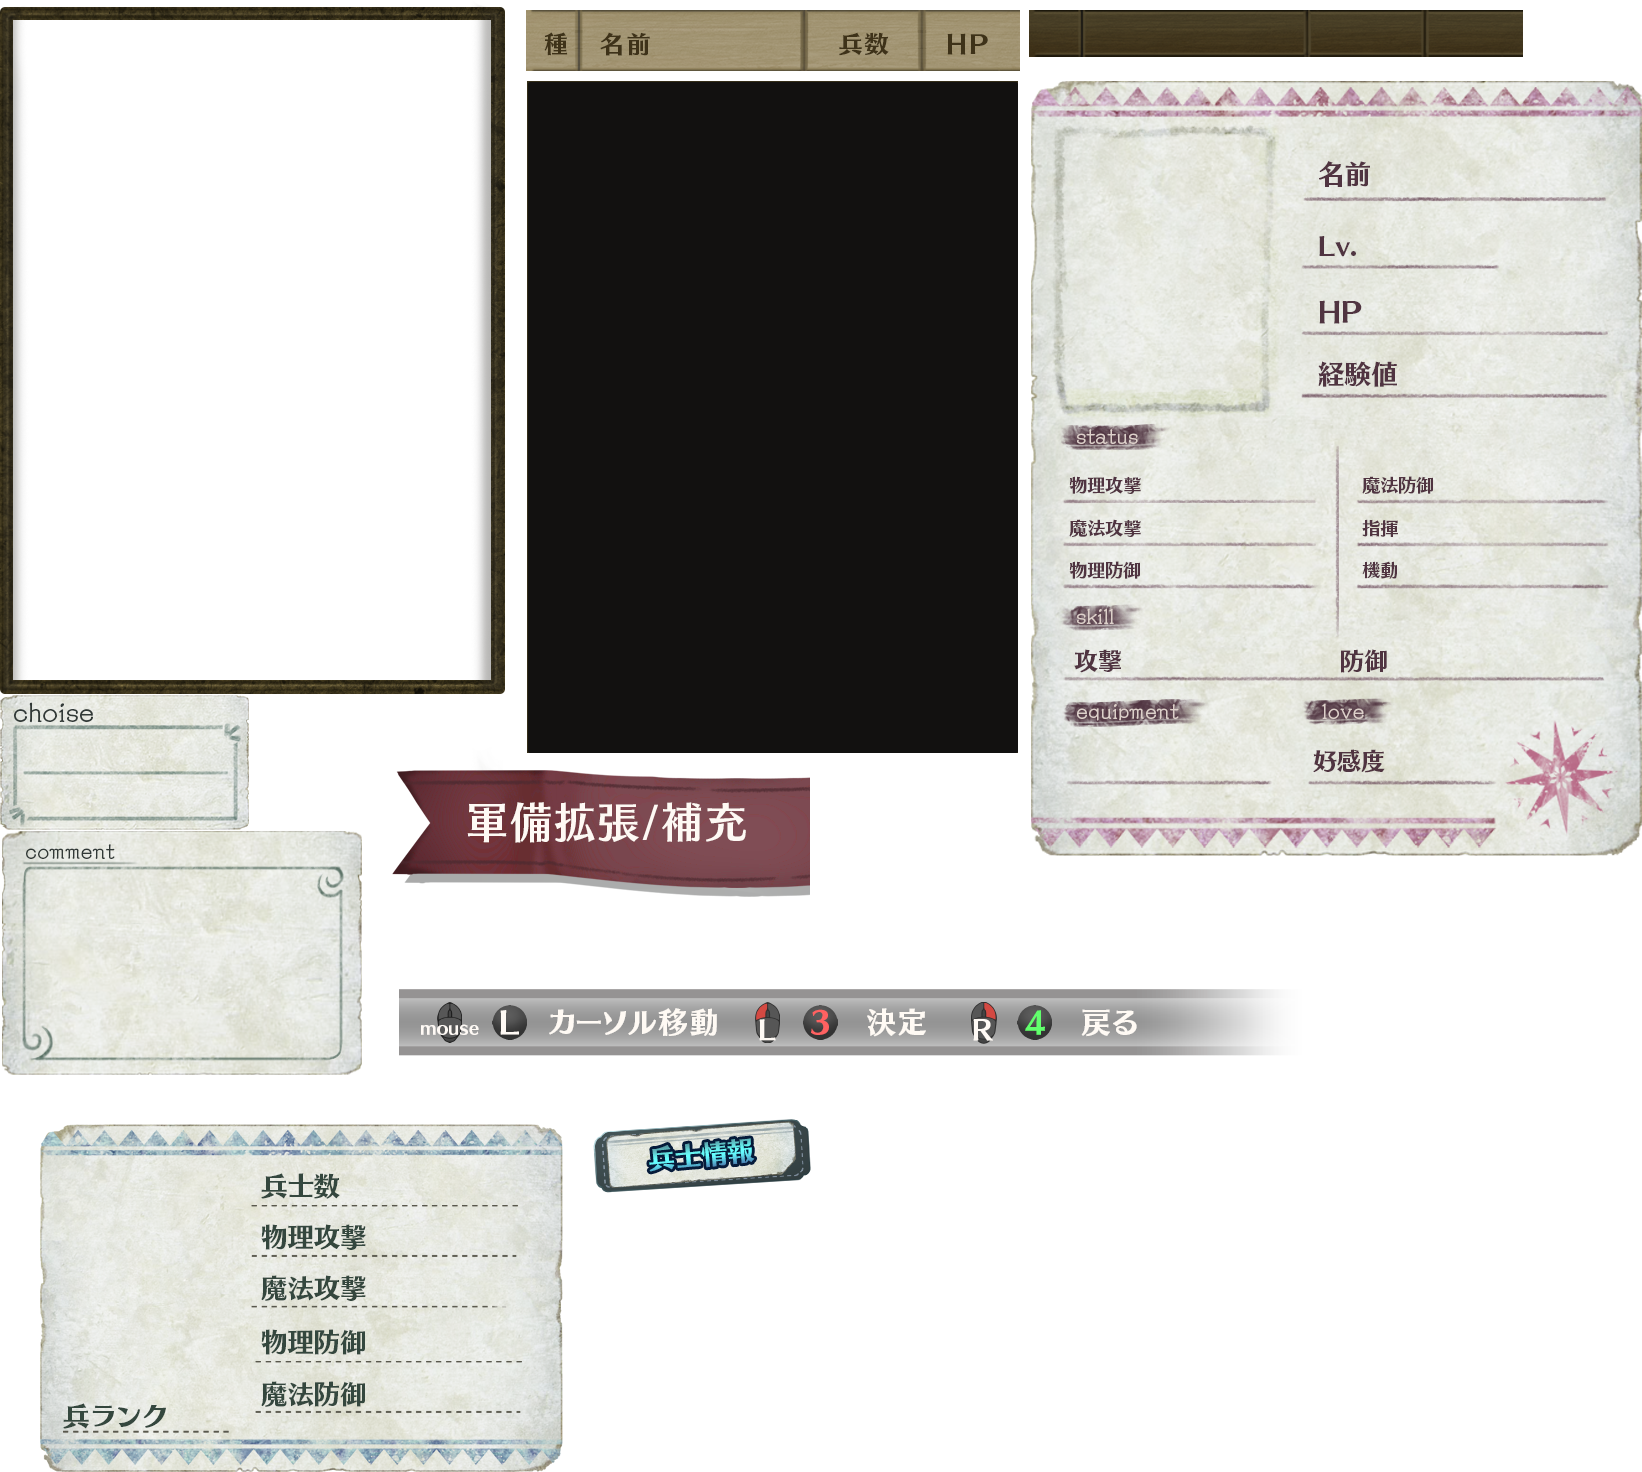 種 名前 兵数 HP
名前
Lv.
HP
経験値
status
物理攻撃 魔法防御
魔法攻撃 指揮
物理防御 機動
skill
攻撃 防御
equipment love
好感度
choise
comment
軍備拡張/補充
mouse L カーソル移動 L 3 決定 R 4 戻る
兵士数
物理攻撃
魔法攻撃
物理防御
魔法防御
兵ランク
兵士情報